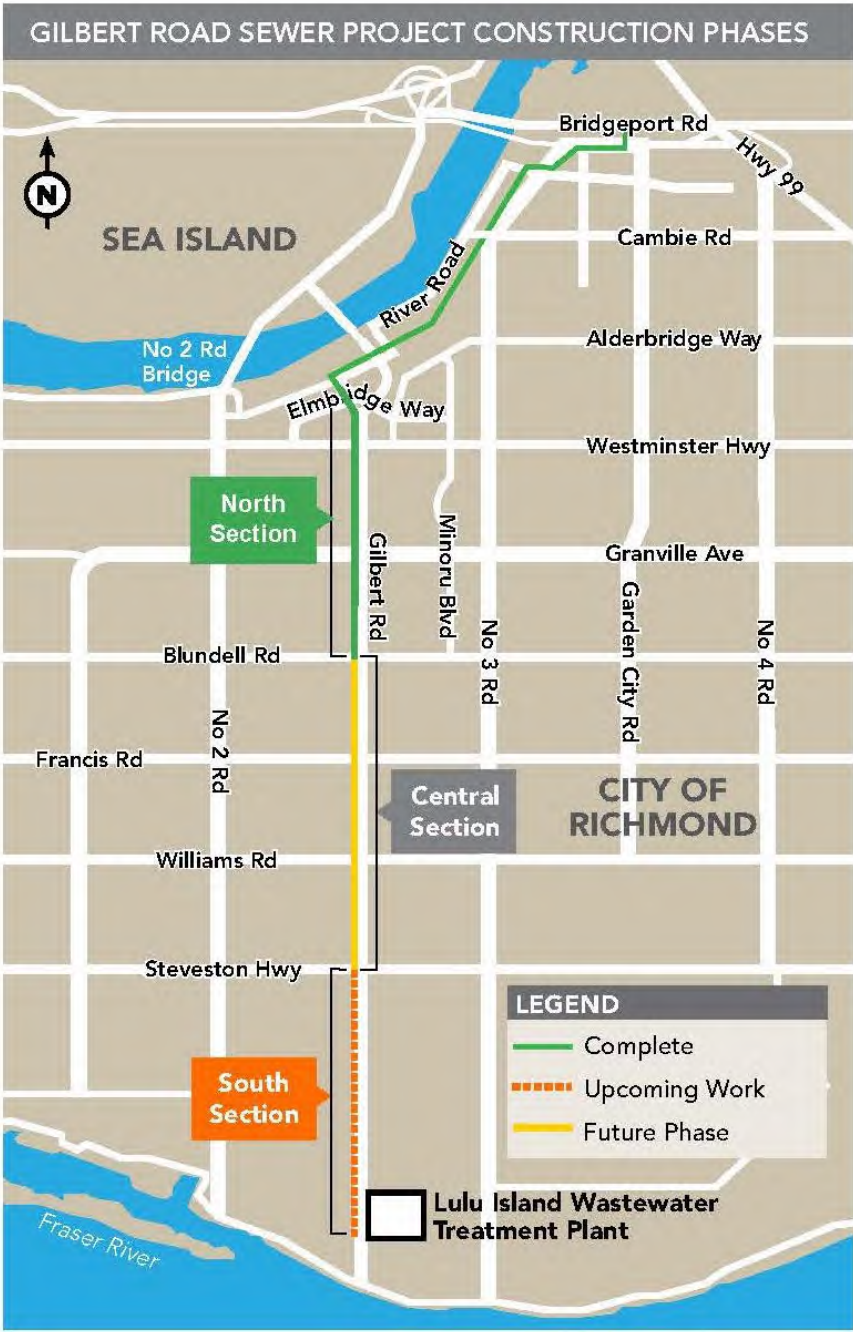 GILBERT ROAD SEWER PROJECT CONSTRUCTION PHASES
Bridgeport Rd
Hwy 99
N
SEA ISLAND
Cambie Rd
River Road
No 2 Rd
Bridge
Alderbridge Way
Elmbridge Way
Westminster Hwy
North
Section
Gilbert Rd
Minoru Blvd
Granville Ave
Garden City Rd
No 3 Rd
No 4 Rd
Blundell Rd
No 2 Rd
Francis Rd
Central
Section
CITY OF
RICHMOND
Williams Rd
Steveston Hwy
LEGEND
Complete
Upcoming Work
Future Phase
South
Section
Lulu Island Wastewater
Treatment Plant
Fraser River